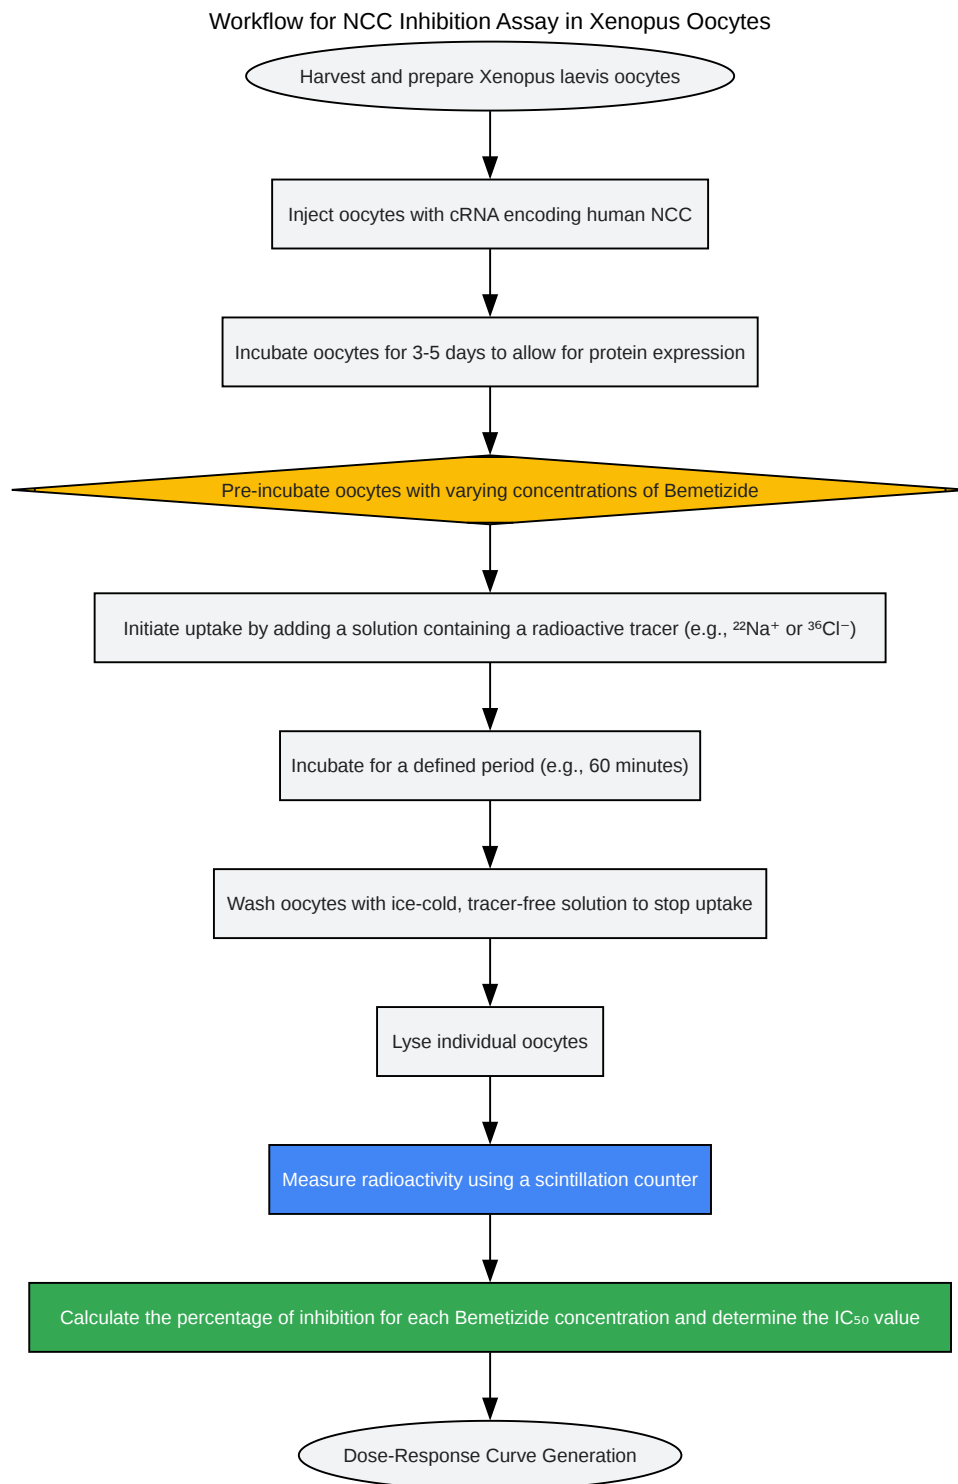 Workflow for NCC Inhibition Assay in Xenopus Oocytes
Harvest and prepare Xenopus laevis oocytes
Inject oocytes with cRNA encoding human NCC
Incubate oocytes for 3-5 days to allow for protein expression
Pre-incubate oocytes with varying concentrations of Bemetizide
Initiate uptake by adding a solution containing a radioactive tracer (e.g., ²²Na⁺ or ³⁶Cl⁻)
Incubate for a defined period (e.g., 60 minutes)
Wash oocytes with ice-cold, tracer-free solution to stop uptake
Lyse individual oocytes
Measure radioactivity using a scintillation counter
Calculate the percentage of inhibition for each Bemetizide concentration and determine the IC₅₀ value
Dose-Response Curve Generation